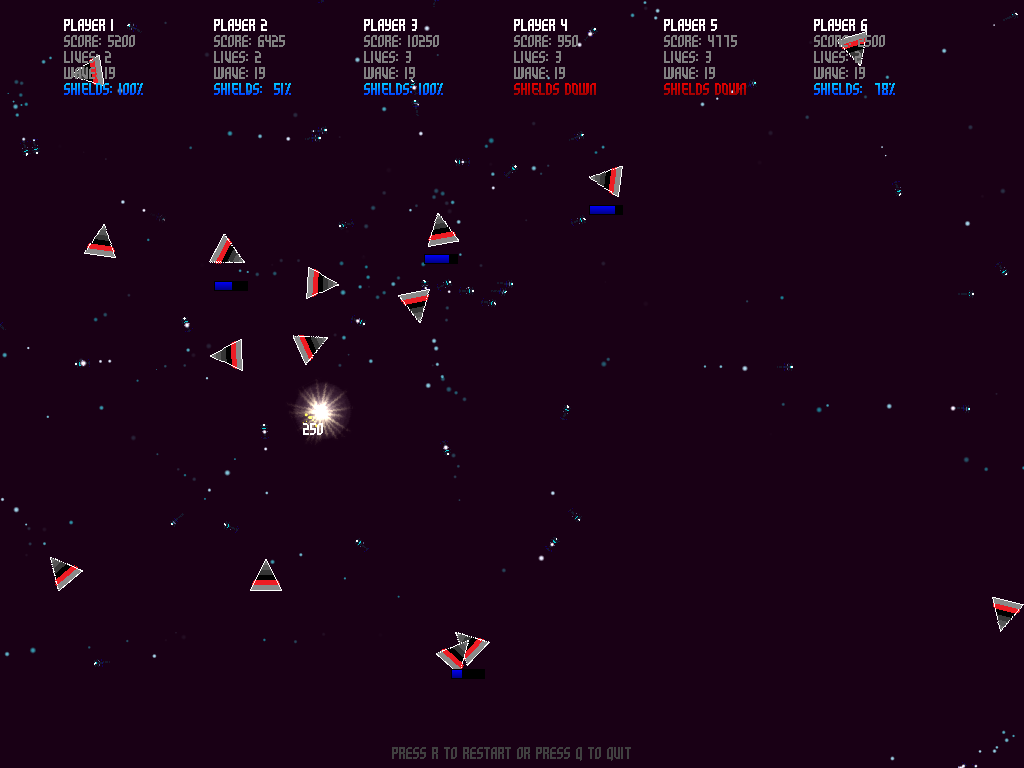 PLAYER 1
SCORE: 5200
LIVES: 2
WAVE: 19
SHIELDS: 100%
PLAYER 2
SCORE: 6425
LIVES: 2
WAVE: 19
SHIELDS: 51%
PLAYER 3
SCORE: 10250
LIVES: 3
WAVE: 19
SHIELDS: 100%
PLAYER 4
SCORE: 950
LIVES: 3
WAVE: 19
SHIELDS DOWN
PLAYER 5
SCORE: 4775
LIVES: 3
WAVE: 19
SHIELDS DOWN
PLAYER 6
SCORE:
LIVES:
WAVE: 19
SHIELDS: 78%
250
PRESS R TO RESTART OR PRESS Q TO QUIT